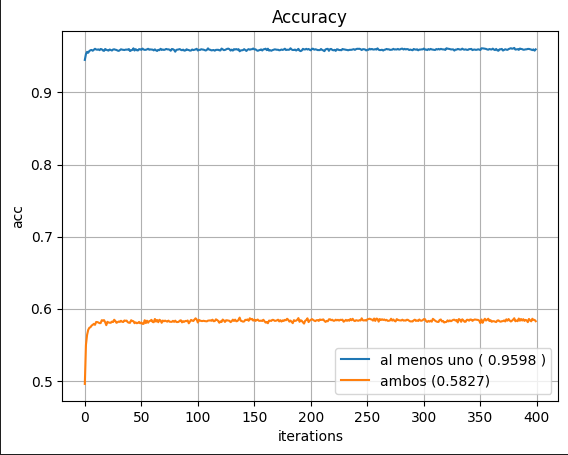 Accuracy
acc
0.9
0.8
0.7
0.6
0.5
al menos uno ( 0.9598 )
ambos (0.5827)
0 50 100 150 200 250 300 350 400
iterations